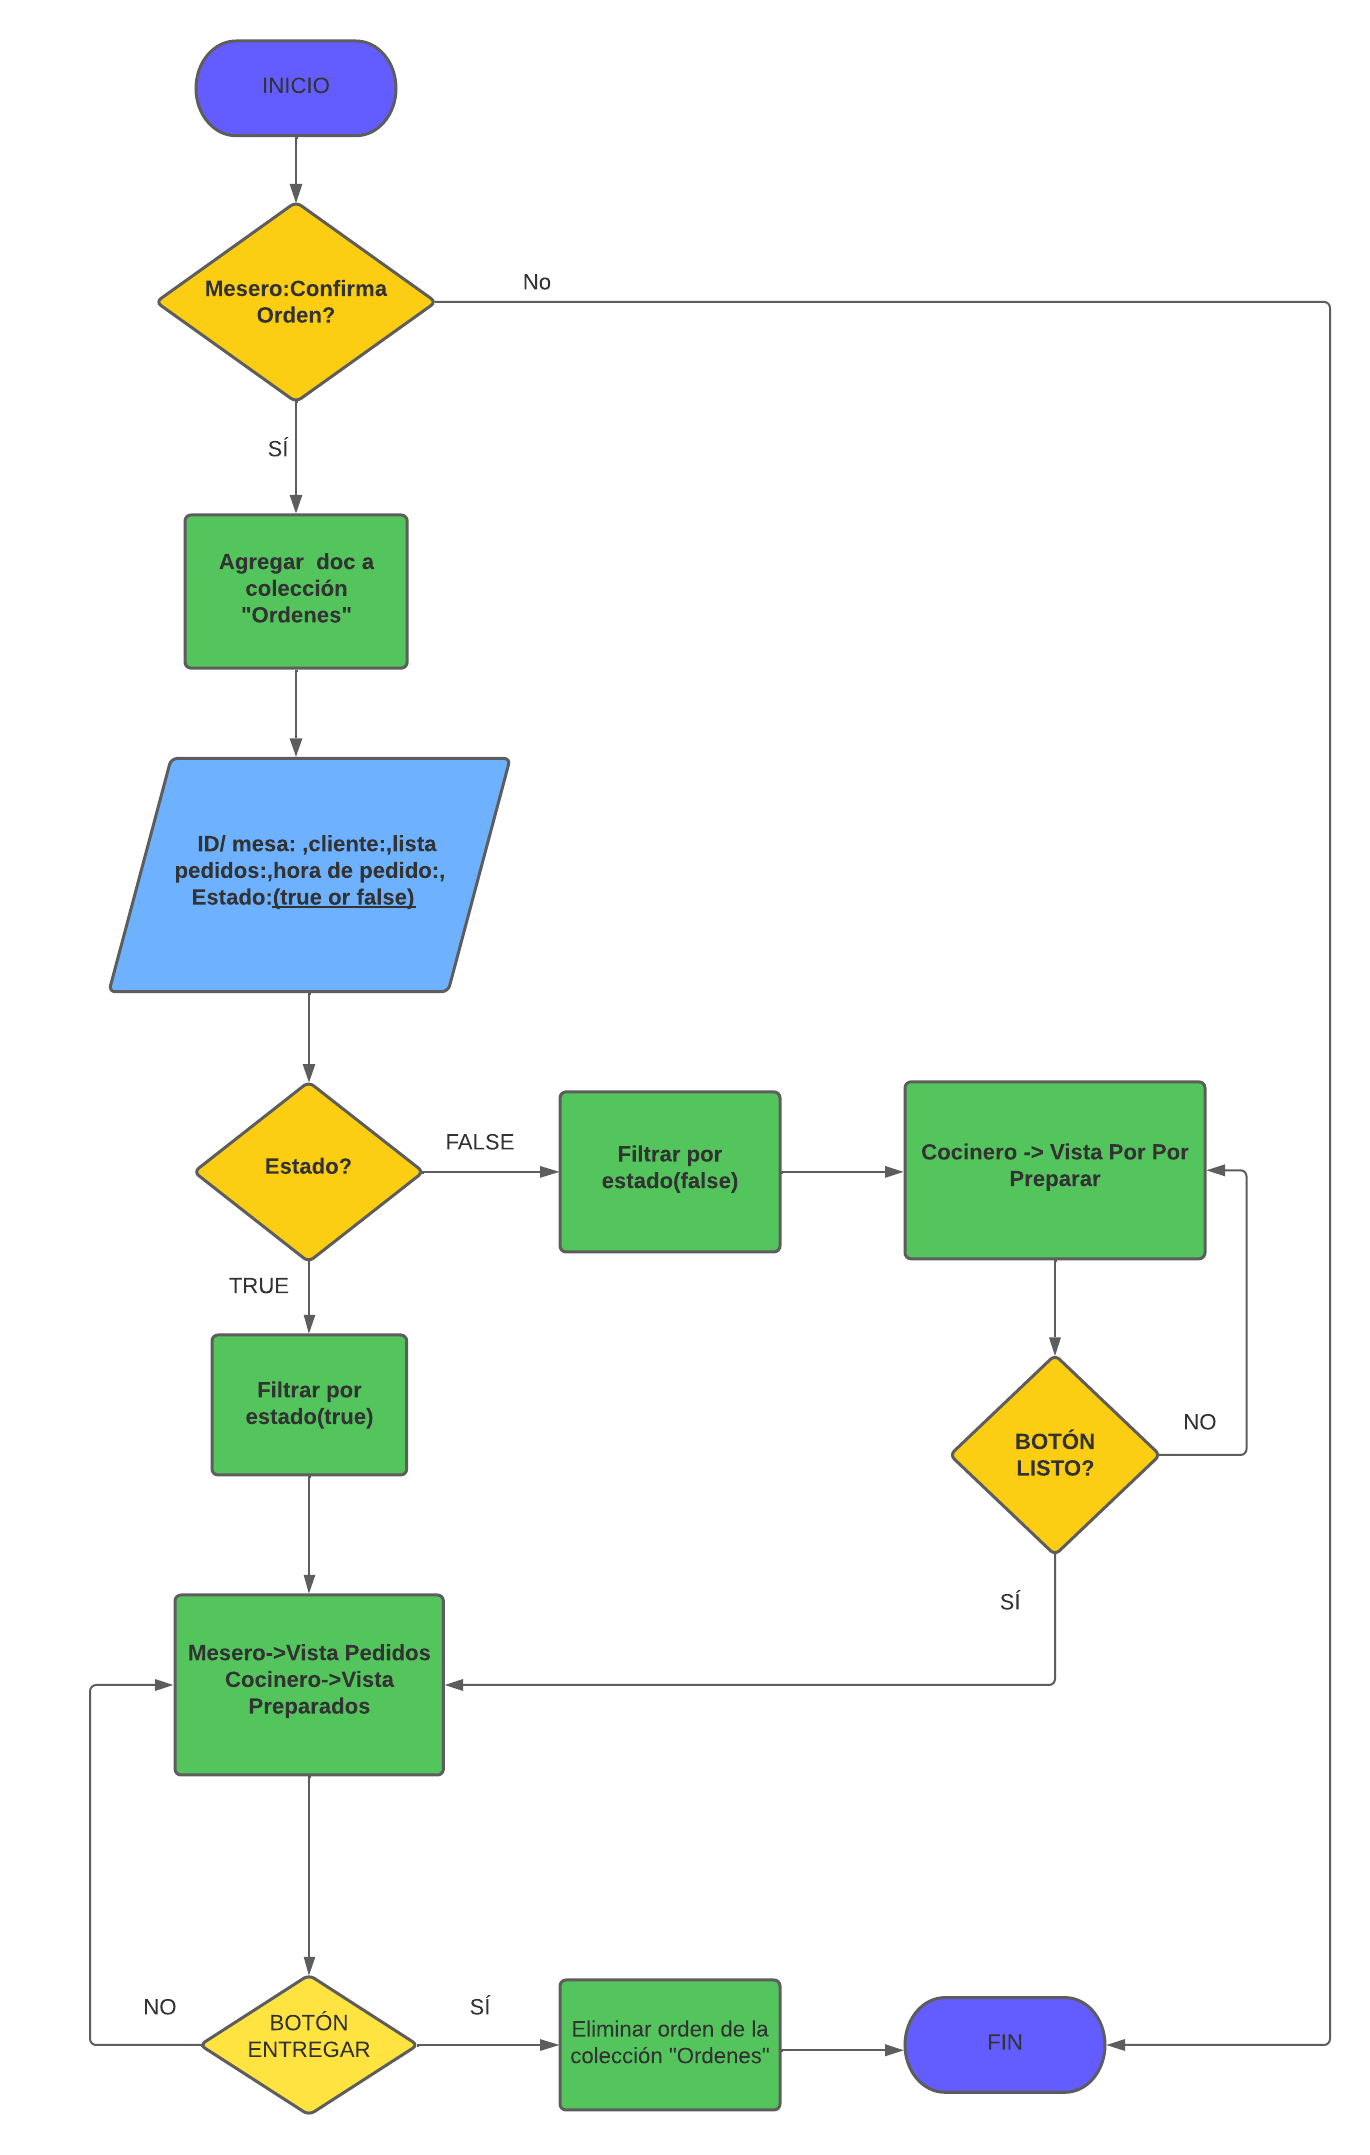 INICIO
Mesero:Confirma
Orden?
No
SÍ
Agregar  doc a
colección
"Ordenes"
ID/ mesa: ,cliente:,lista
pedidos:,hora de pedido:,
Estado:(true or false)
Estado?
FALSE
Filtrar por
estado(false)
Cocinero -> Vista Por Por
Preparar
TRUE
Filtrar por
estado(true)
BOTÓN
LISTO?
NO
SÍ
Mesero->Vista Pedidos
Cocinero->Vista
Preparados
NO
BOTÓN
ENTREGAR
SÍ
Eliminar orden de la
colección "Ordenes"
FIN